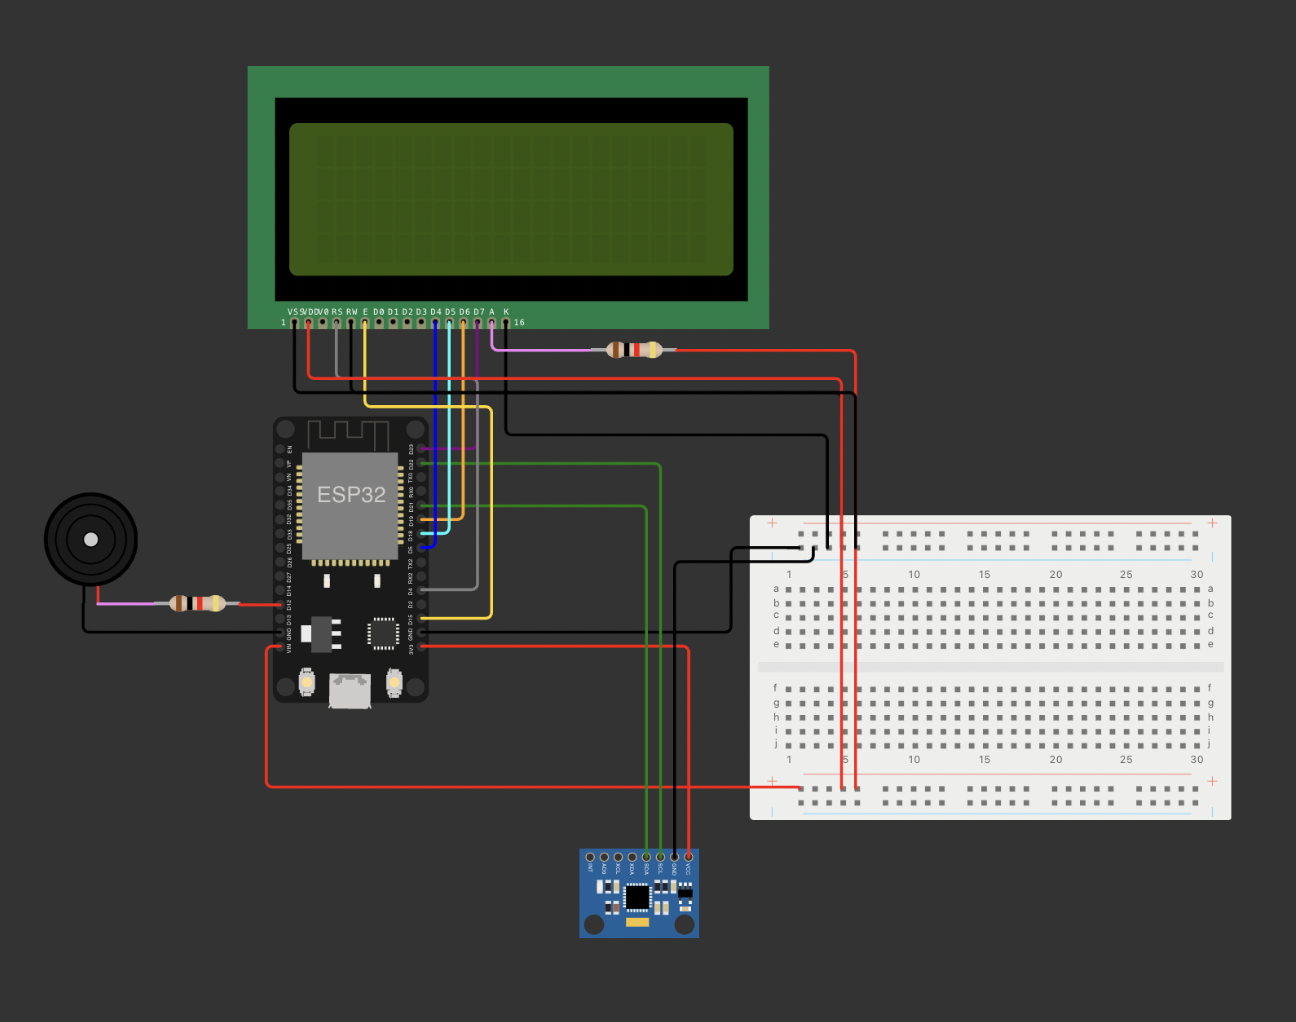 VSS VDD V0 RS RW E D0 D1 D2 D3 D4 D5 D6 D7 A K
1 16
ESP32
EN
VP
VN
D34
D35
D32
D33
D25
D26
D27
D14
D12
D13
GND
VIN
D23
D22
TX0
RX0
D21
D19
D18
D5
TX2
RX2
D4
D2
D15
GND
3V3
+ +
1 5 10 15 20 25 30
a a
b b
c c
d d
e e
f f
g g
h h
i i
j j
1 5 10 15 20 25 30
+ +
INT AD0 XCL XDA SDA SCL GND VCC